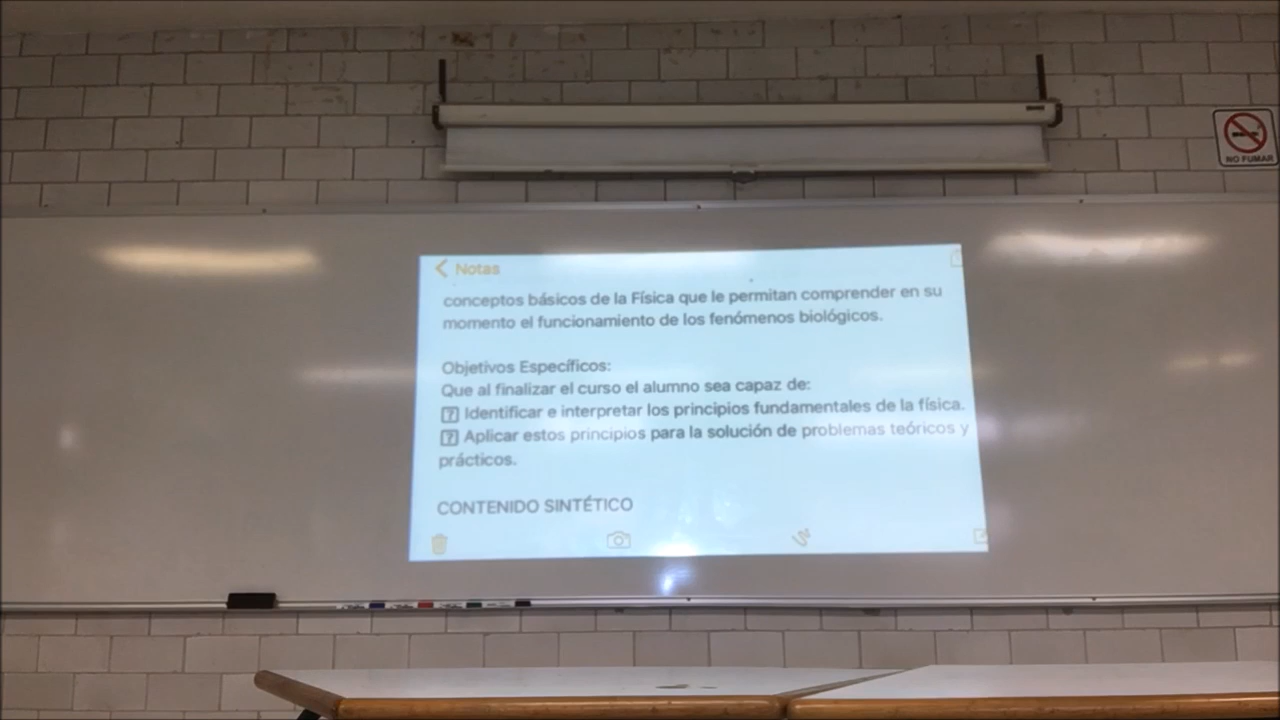 NO FUMAR
Notas
conceptos básicos de la Física que le permitan comprender en su
momento el funcionamiento de los fenómenos biológicos.
Objetivos Específicos:
Que al finalizar el curso el alumno sea capaz de:
? Identificar e interpretar los principios fundamentales de la física.
? Aplicar estos principios para la solución de problemas teóricos y
prácticos.
CONTENIDO SINTÉTICO